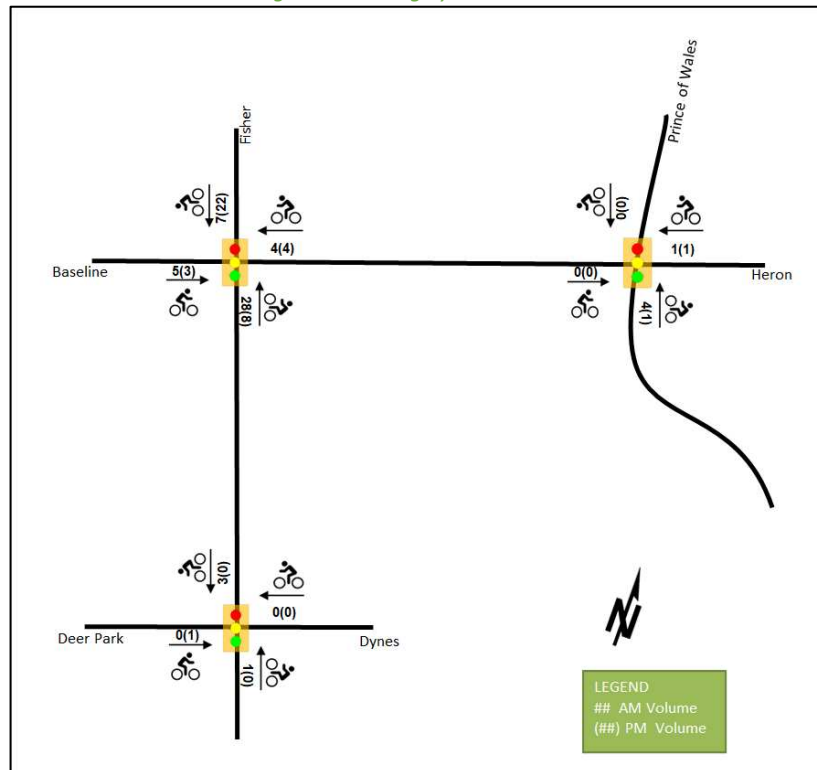 Fisher
Prince of Wales
7(22)
0(0)
4(4)
1(1)
Baseline
5(3)
0(0)
Heron
28(8)
4(1)
3(0)
0(0)
Deer Park
0(1)
Dynes
1(0)
N
LEGEND
## AM Volume
(##) PM Volume